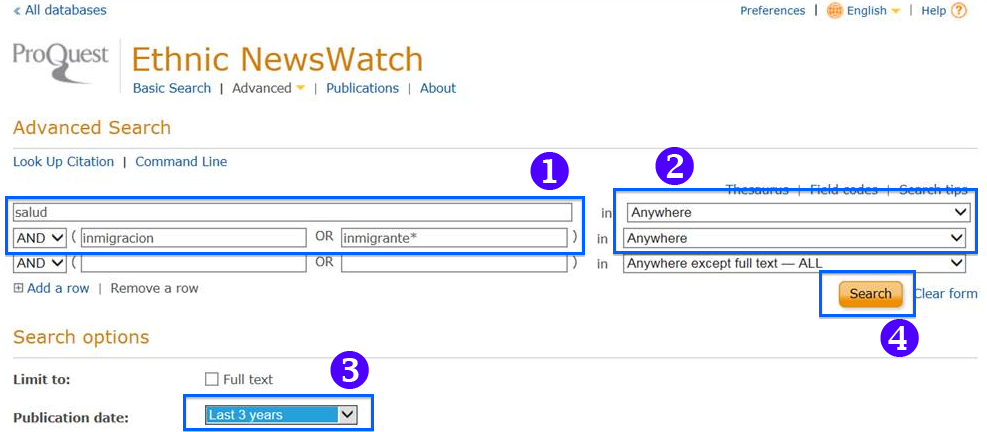 « All databases Preferences | English | Help ?
ProQuest Ethnic NewsWatch
Basic Search | Advanced | Publications | About
Advanced Search
Look Up Citation | Command Line
1 2
Thesaurus | Field codes | Search tips
salud in Anywhere
AND ( inmigracion OR inmigrante* ) in Anywhere
AND ( OR ) in Anywhere except full text — ALL
Add a row | Remove a row Search Clear form
4
Search options
3
Limit to: Full text
Publication date: Last 3 years